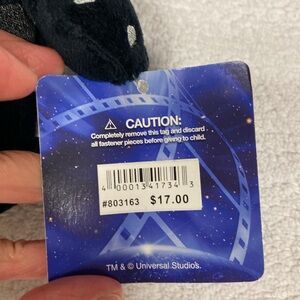 ⚠ CAUTION:
Completely remove this tag and discard
all fastener pieces before giving to child.
4 00013 41734 3
#803163 $17.00
TM & © Universal Studio's.